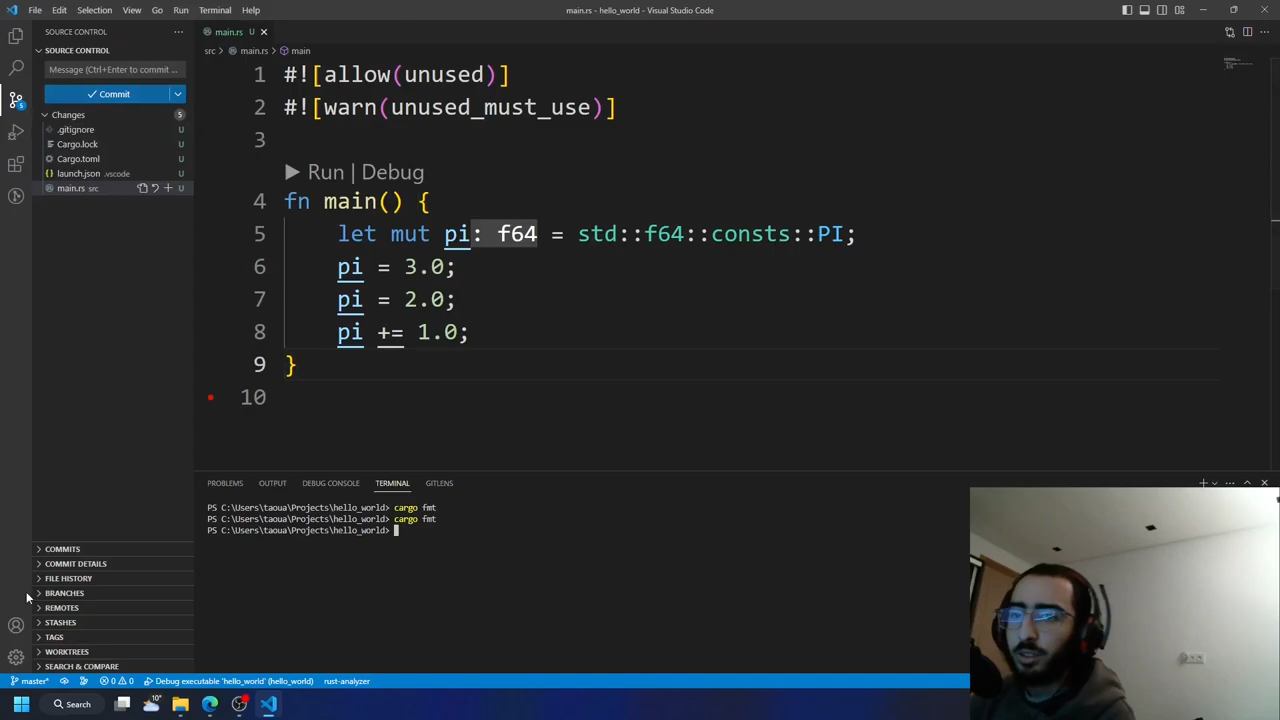 File Edit Selection View Go Run Terminal Help
main.rs - hello_world - Visual Studio Code
SOURCE CONTROL
SOURCE CONTROL
Message (Ctrl+Enter to commit ...
Commit
Changes 5
.gitignore U
Cargo.lock U
Cargo.toml U
launch.json .vscode U
main.rs src U
COMMITS
COMMIT DETAILS
FILE HISTORY
BRANCHES
REMOTES
STASHES
TAGS
WORKTREES
SEARCH & COMPARE
main.rs U
src > main.rs > main
1 #![allow(unused)]
2 #![warn(unused_must_use)]
3
Run | Debug
4 fn main() {
5 let mut pi: f64 = std::f64::consts::PI;
6 pi = 3.0;
7 pi = 2.0;
8 pi += 1.0;
9 }
10
PROBLEMS OUTPUT DEBUG CONSOLE TERMINAL GITLENS
PS C:\Users\taoua\Projects\hello_world> cargo fmt
PS C:\Users\taoua\Projects\hello_world> cargo fmt
PS C:\Users\taoua\Projects\hello_world>
master* 0 0 Debug executable 'hello_world' (hello_world) rust-analyzer
Search 10°